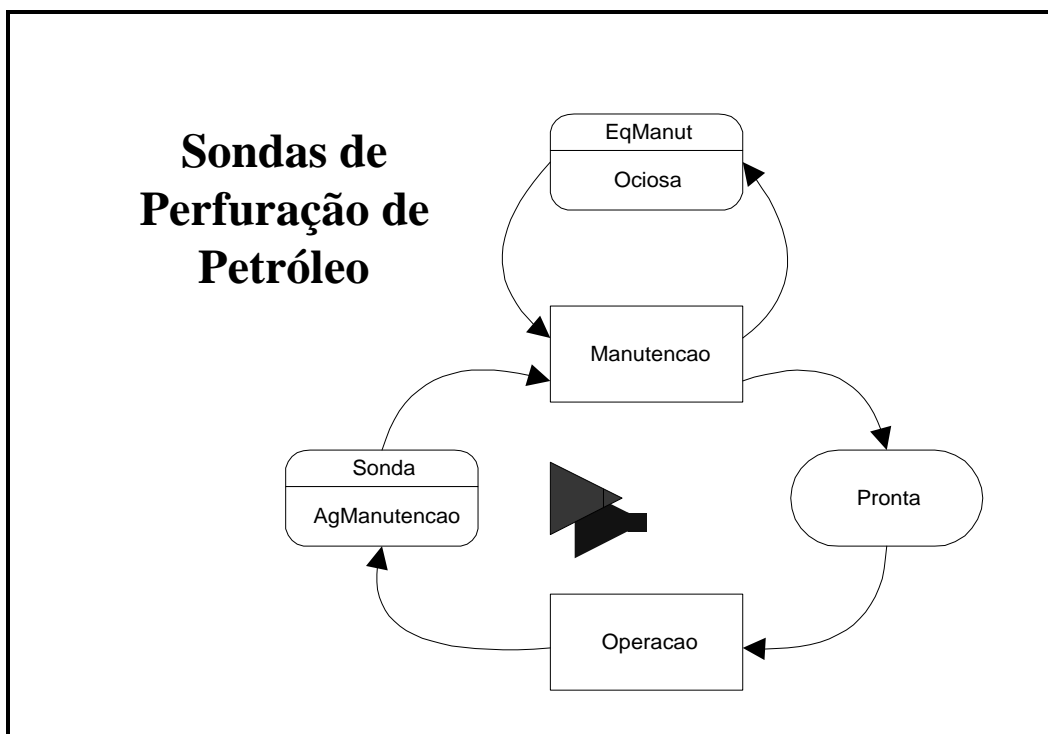 Sondas de
Perfuração de
Petróleo
EqManut
Ociosa
Manutencao
Sonda
AgManutencao
Pronta
Operacao